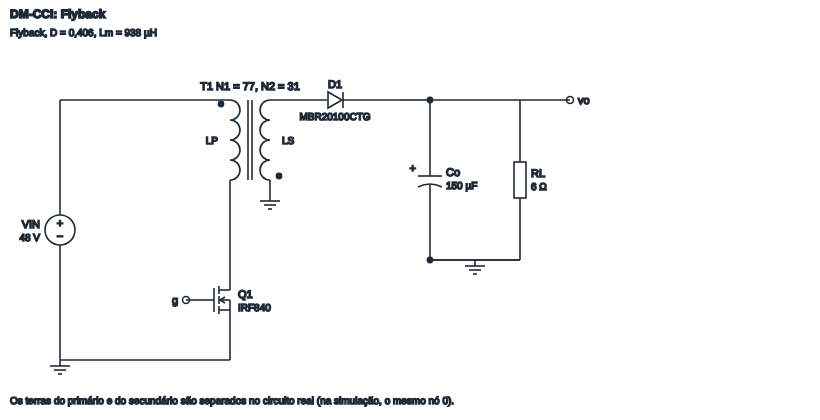 DM-CCI: Flyback
Flyback, D = 0,406, Lm = 938 µH
T1 N1 = 77, N2 = 31
D1
MBR20100CTG
vo
LP
LS
+
Co
150 µF
RL
6 Ω
VIN
48 V
+
−
g
Q1
IRF640
Os terras do primário e do secundário são separados no circuito real (na simulação, o mesmo nó 0).